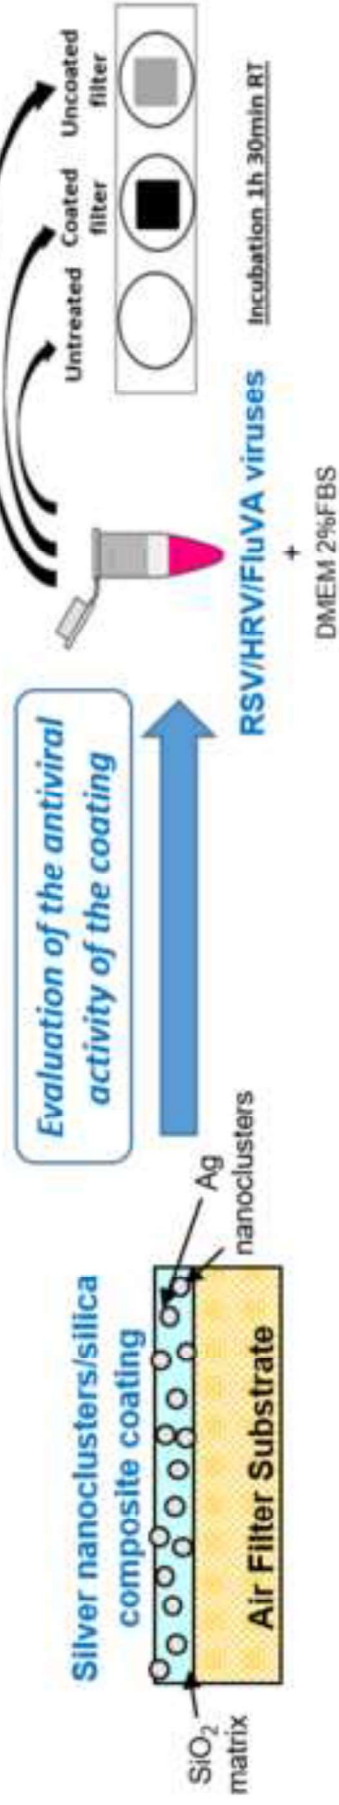 Silver nanoclusters/silica
composite coating
SiO2
matrix
Ag
nanoclusters
Air Filter Substrate
Evaluation of the antiviral
activity of the coating
RSV/HRV/FluVA viruses
+
DMEM 2%FBS
Untreated
Coated
filter
Uncoated
filter
Incubation 1h 30min RT